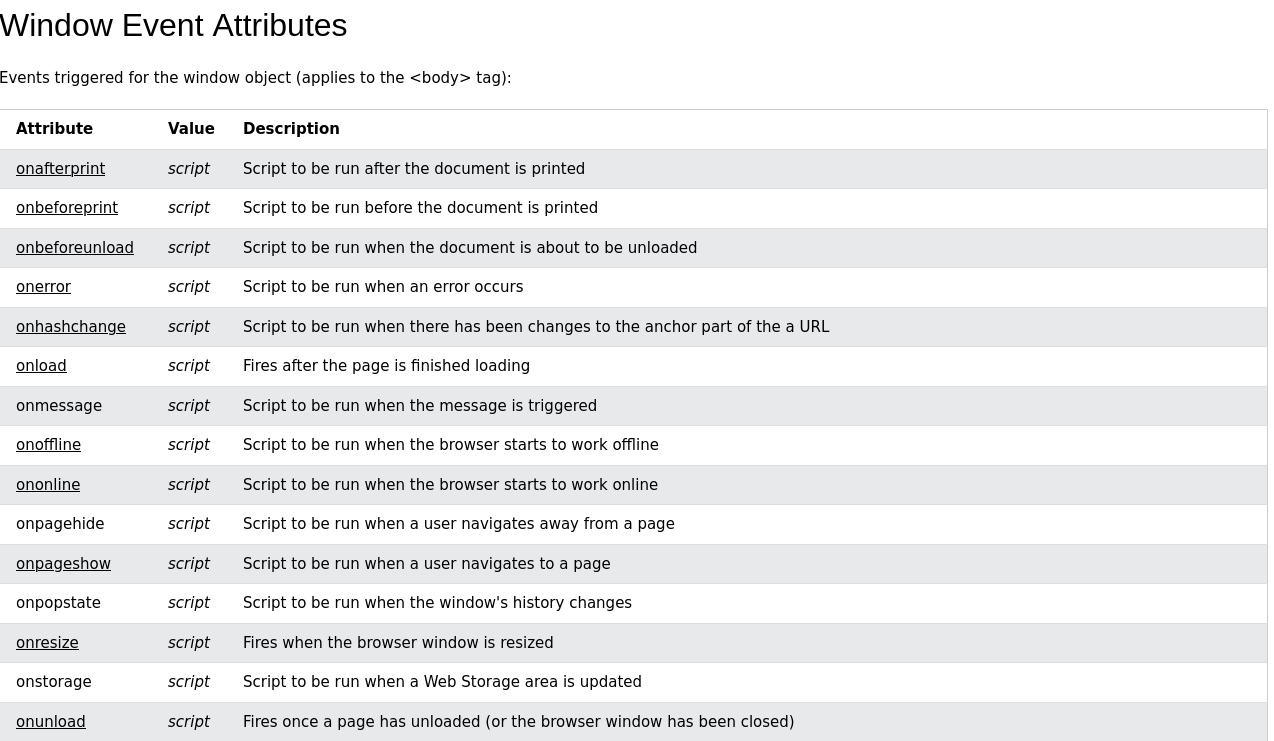 Window Event Attributes
Events triggered for the window object (applies to the <body> tag):
Attribute Value Description
onafterprint script Script to be run after the document is printed
onbeforeprint script Script to be run before the document is printed
onbeforeunload script Script to be run when the document is about to be unloaded
onerror script Script to be run when an error occurs
onhashchange script Script to be run when there has been changes to the anchor part of the a URL
onload script Fires after the page is finished loading
onmessage script Script to be run when the message is triggered
onoffline script Script to be run when the browser starts to work offline
ononline script Script to be run when the browser starts to work online
onpagehide script Script to be run when a user navigates away from a page
onpageshow script Script to be run when a user navigates to a page
onpopstate script Script to be run when the window's history changes
onresize script Fires when the browser window is resized
onstorage script Script to be run when a Web Storage area is updated
onunload script Fires once a page has unloaded (or the browser window has been closed)